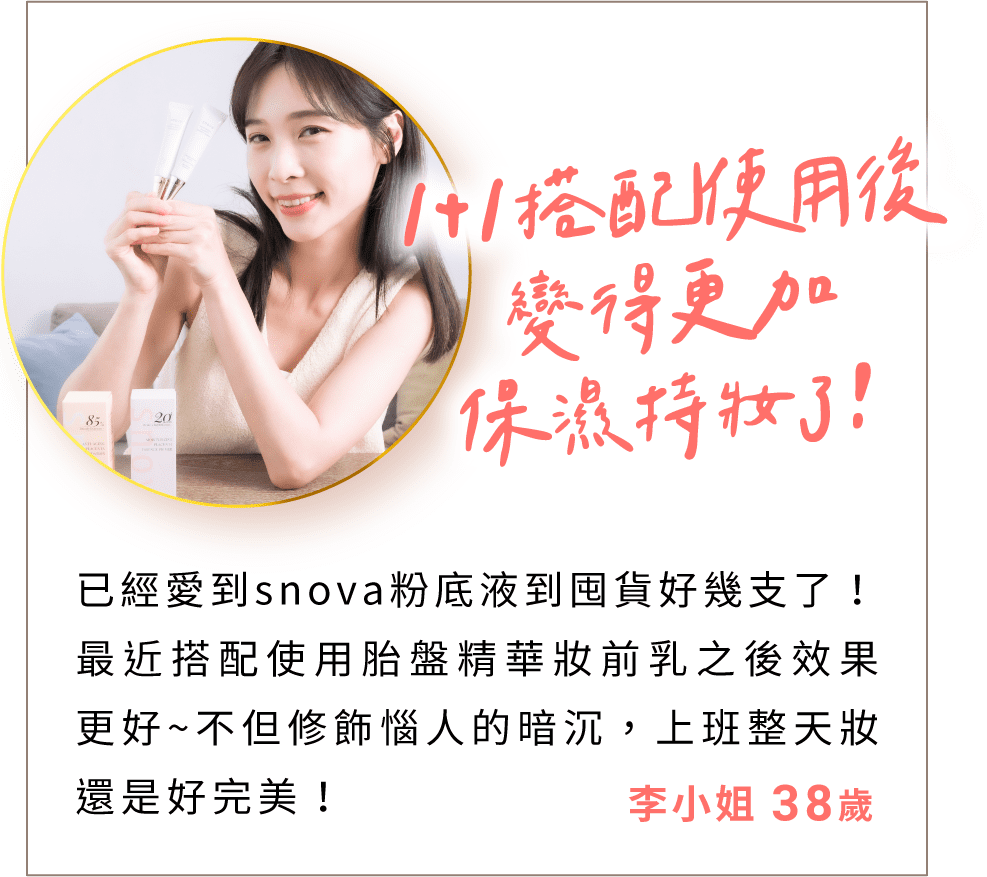 1+1搭配使用後
變得更加
保濕持妝了!
85
20
已經愛到snova粉底液到囤貨好幾支了！
最近搭配使用胎盤精華妝前乳之後效果
更好~不但修飾惱人的暗沉，上班整天妝
還是好完美！
李小姐 38歲